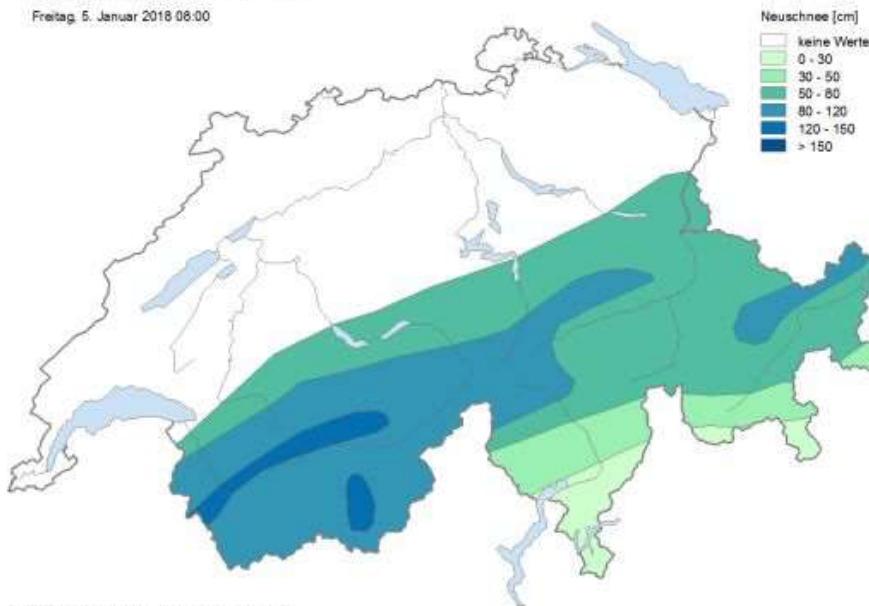 Freitag, 5. Januar 2018 08:00
Neuschnee [cm]
keine Werte
0 - 30
30 - 50
50 - 80
80 - 120
120 - 150
> 150